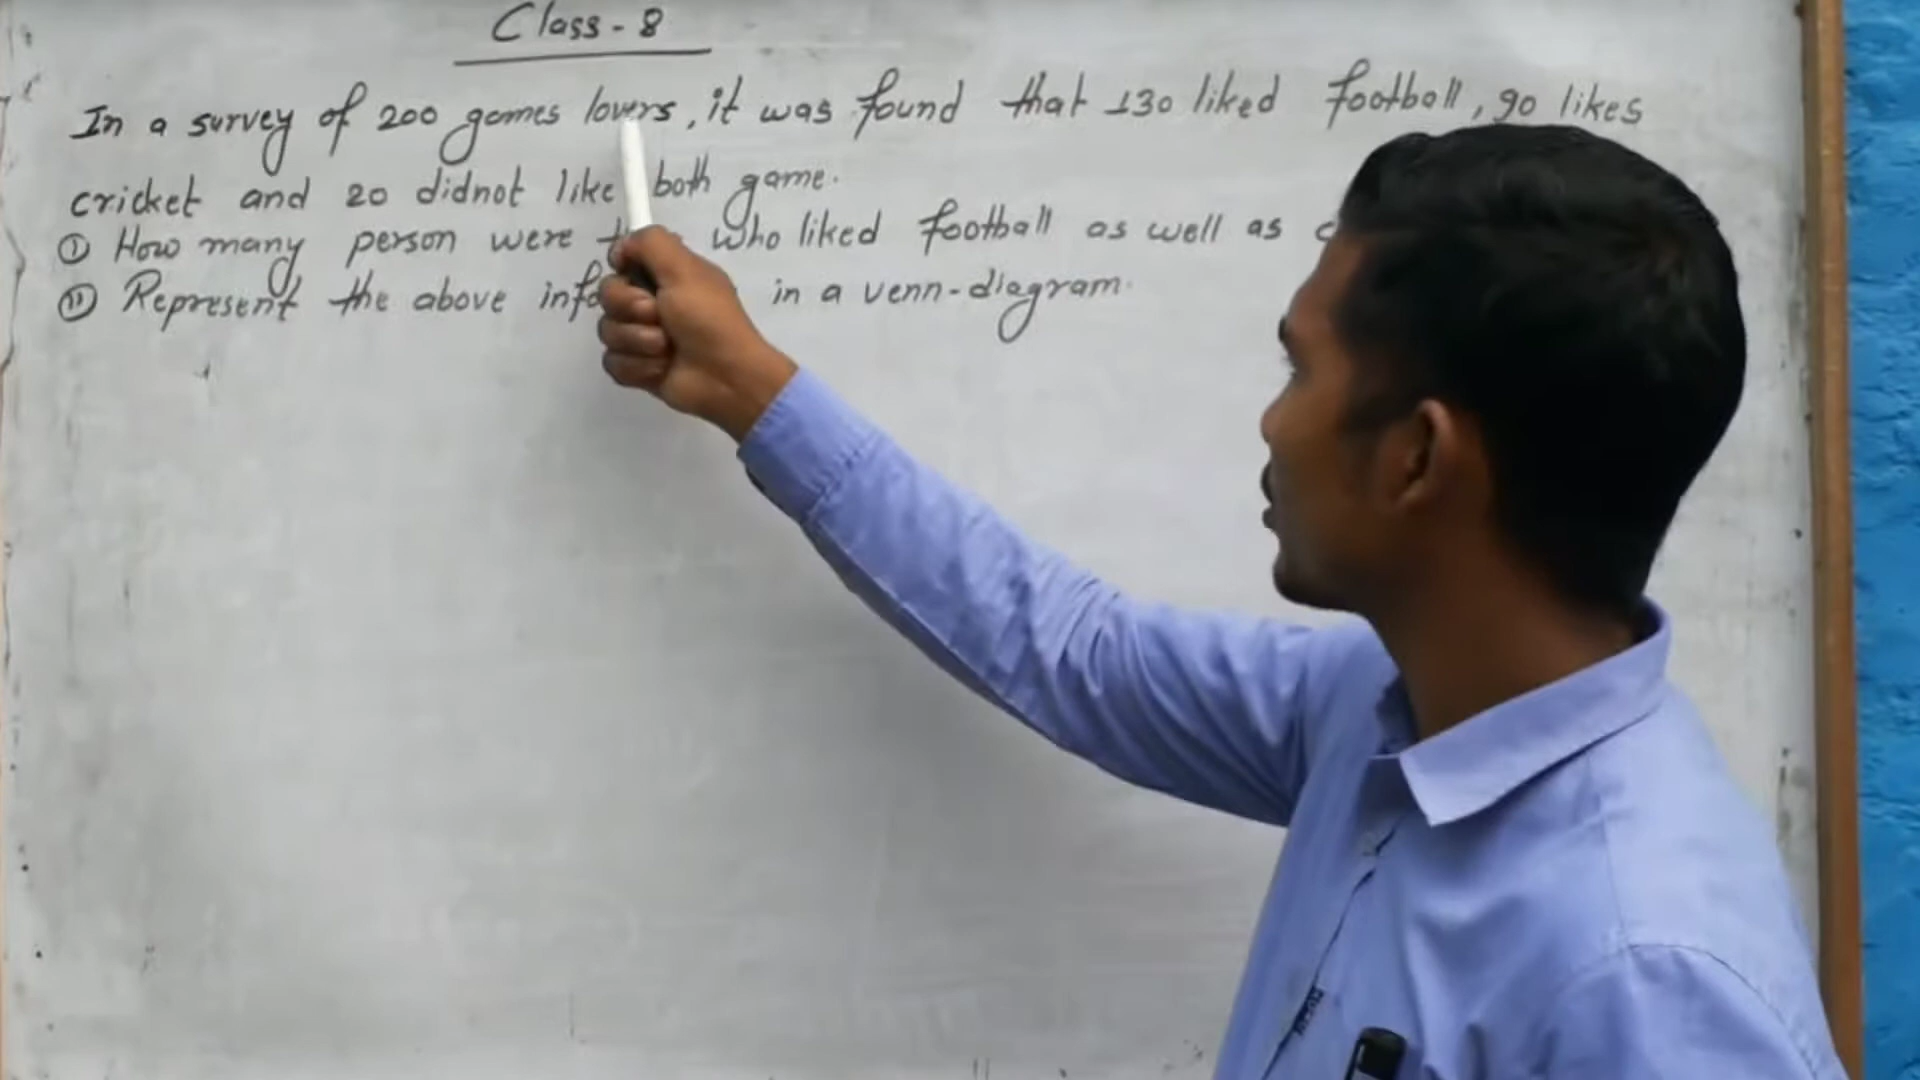 Class - 8
In a survey of 200 games lovers, it was found that 130 liked football, 90 likes
cricket and 20 didnot like both game.
① How many person were who liked football as well as
② Represent the above in a venn-diagram.